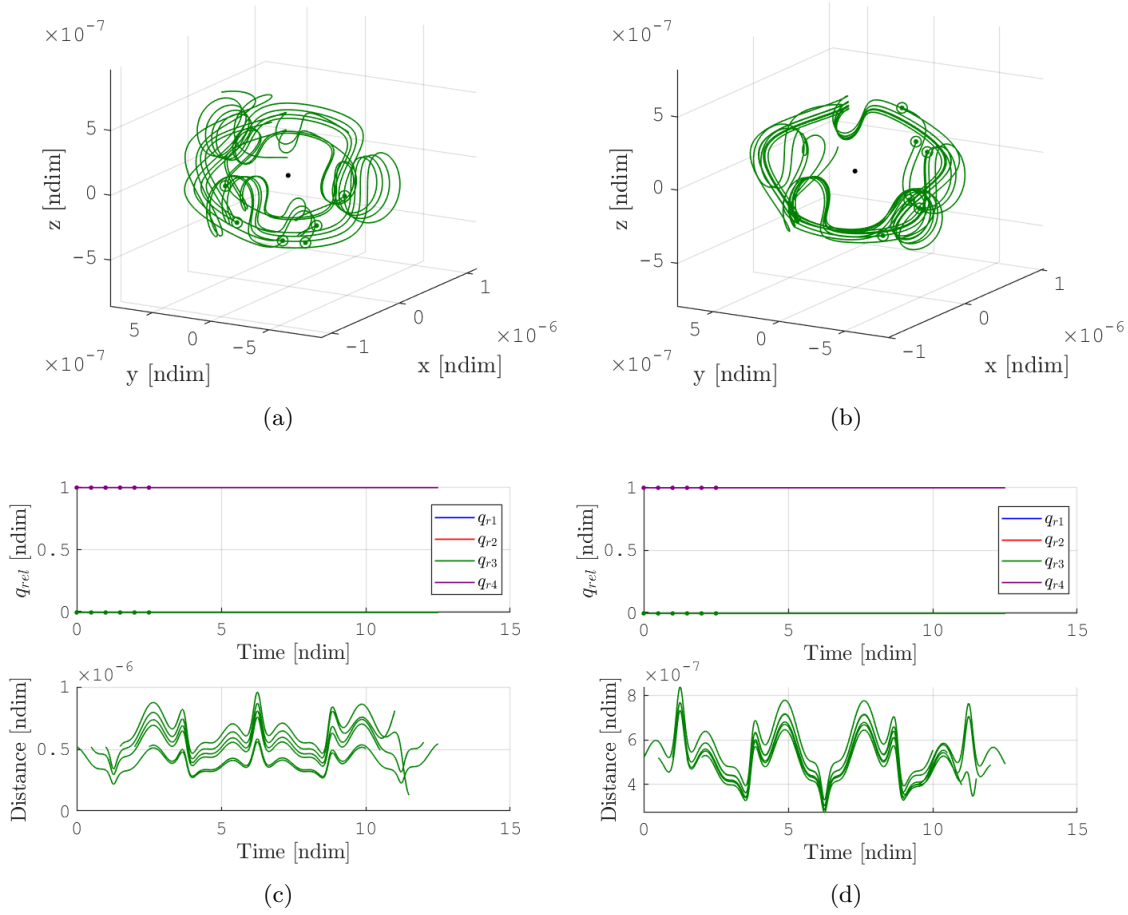 ×10⁻⁷
5
0
−5
z [ndim]
5
0
−5
×10⁻⁷
y [ndim]
1
0
−1
×10⁻⁶
x [ndim]
(a)
×10⁻⁷
5
0
−5
z [ndim]
5
0
−5
×10⁻⁷
y [ndim]
1
0
−1
×10⁻⁶
x [ndim]
(b)
1
0.5
0
q_rel [ndim]
q_r1
q_r2
q_r3
q_r4
0 5 10 15
Time [ndim]
×10⁻⁶
1
0.5
0
Distance [ndim]
0 5 10 15
Time [ndim]
(c)
1
0.5
0
q_rel [ndim]
q_r1
q_r2
q_r3
q_r4
0 5 10 15
Time [ndim]
×10⁻⁷
8
6
4
Distance [ndim]
0 5 10 15
Time [ndim]
(d)